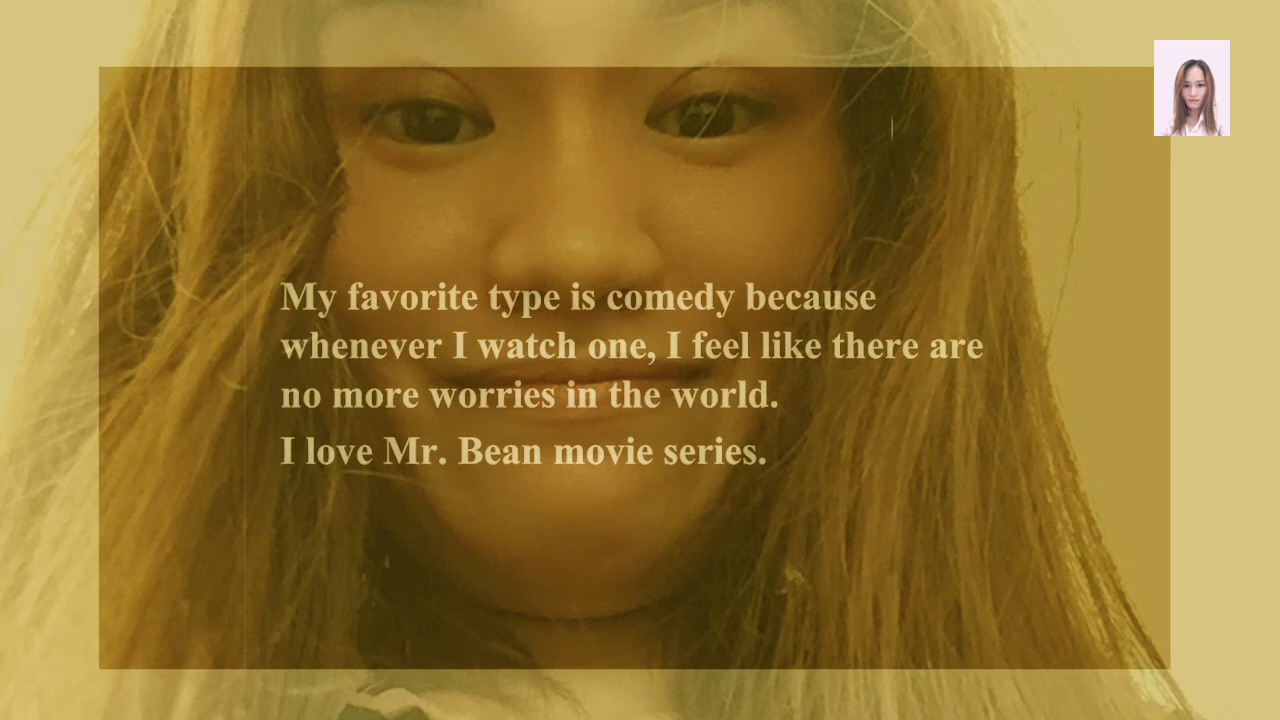 My favorite type is comedy because
whenever I watch one, I feel like there are
no more worries in the world.
I love Mr. Bean movie series.